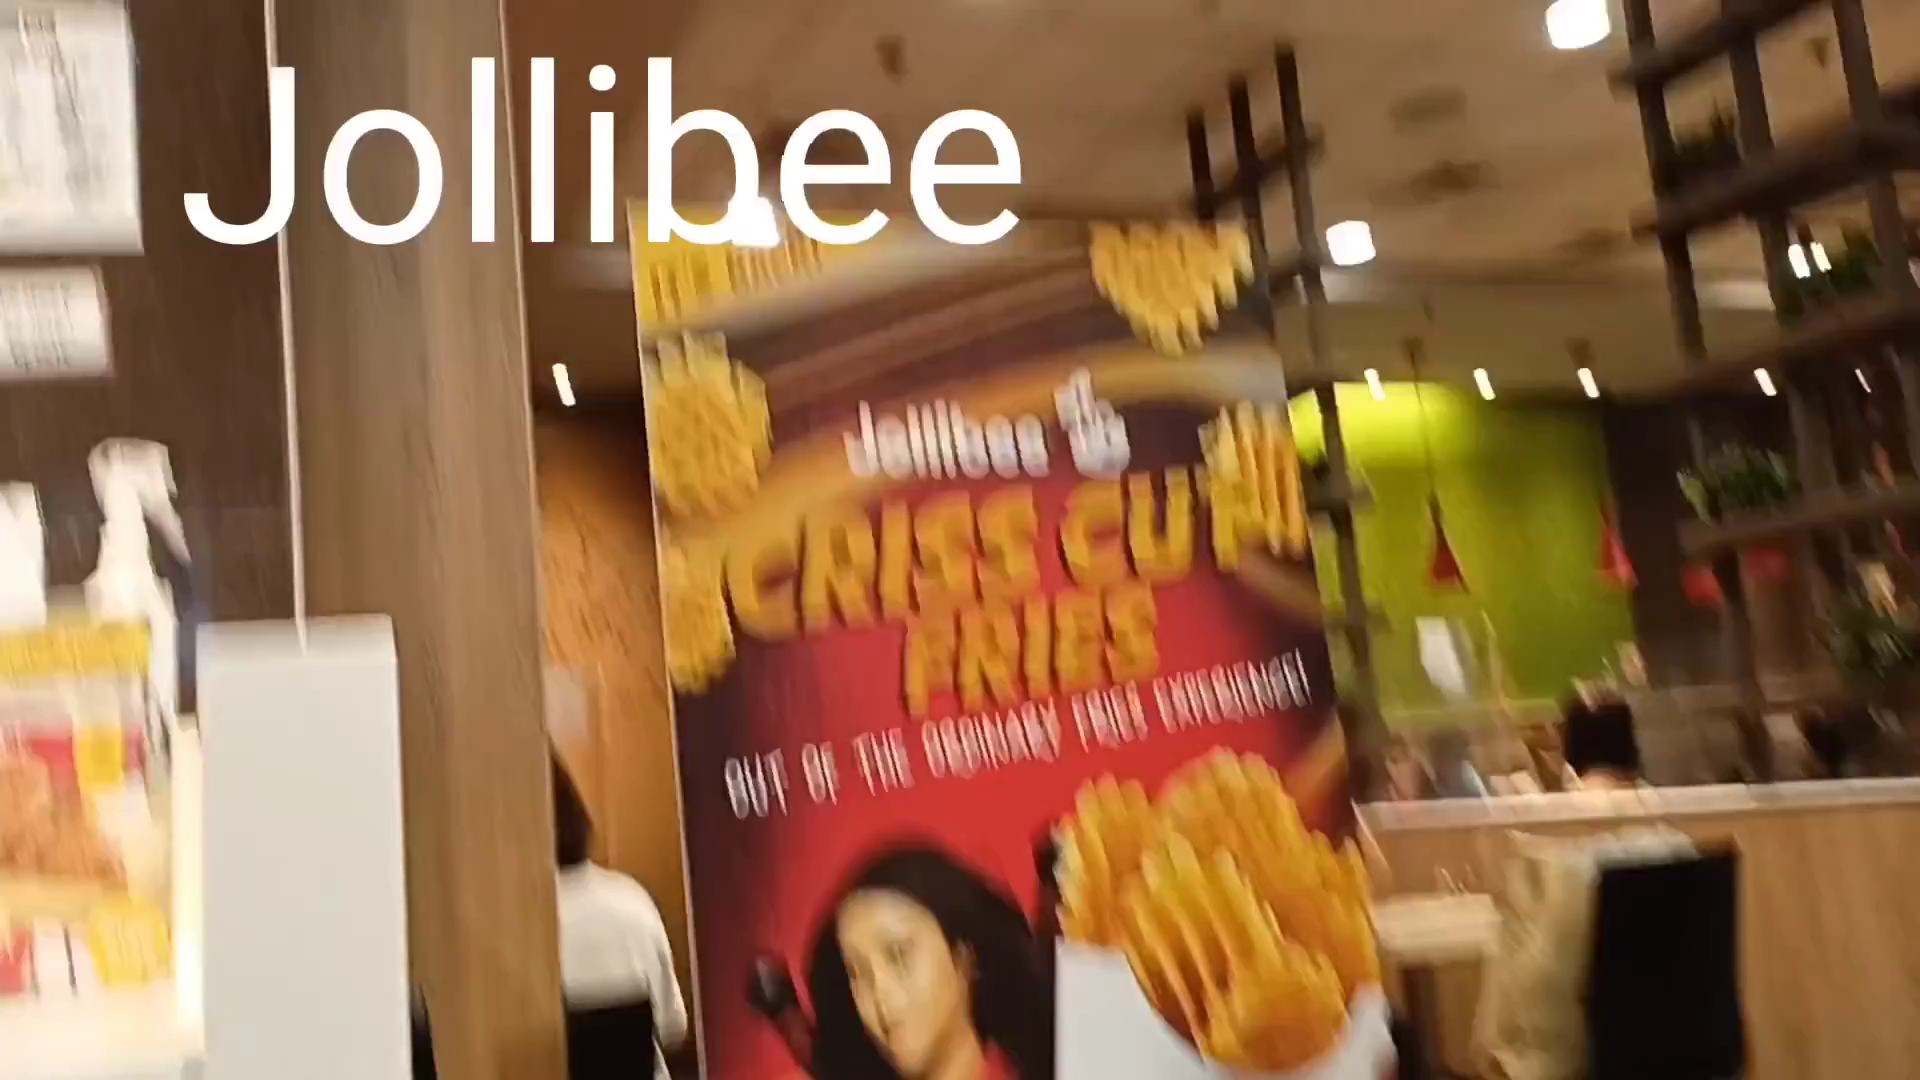 Jollibee
Jollibee
CRISS CUT
FRIES
OUT OF THE ORDINARY FRIES EXPERIENCE!